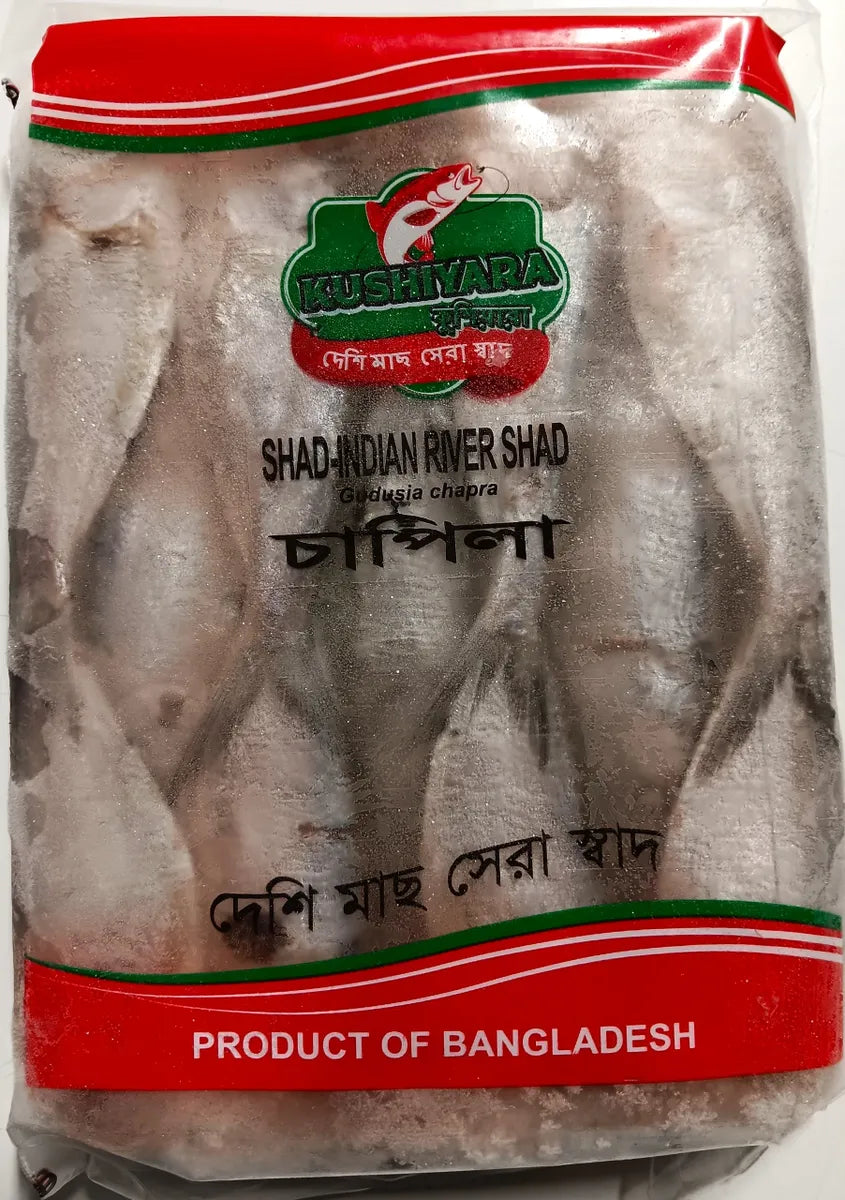 KUSHIYARA
কুশিয়ারা
দেশি মাছ সেরা স্বাদ
SHAD-INDIAN RIVER SHAD
Gudusia chapra
চাপিলা
দেশি মাছ সেরা স্বাদ
PRODUCT OF BANGLADESH